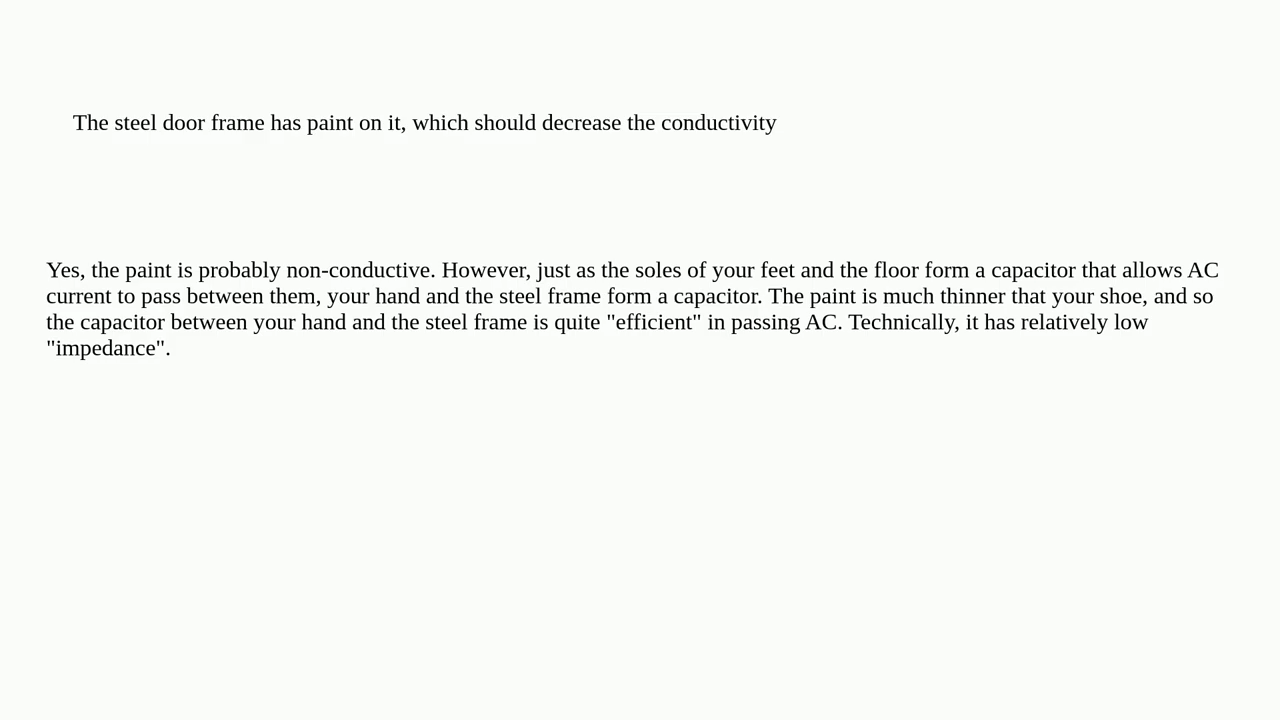 The steel door frame has paint on it, which should decrease the conductivity
Yes, the paint is probably non-conductive. However, just as the soles of your feet and the floor form a capacitor that allows AC
current to pass between them, your hand and the steel frame form a capacitor. The paint is much thinner that your shoe, and so
the capacitor between your hand and the steel frame is quite "efficient" in passing AC. Technically, it has relatively low
"impedance".